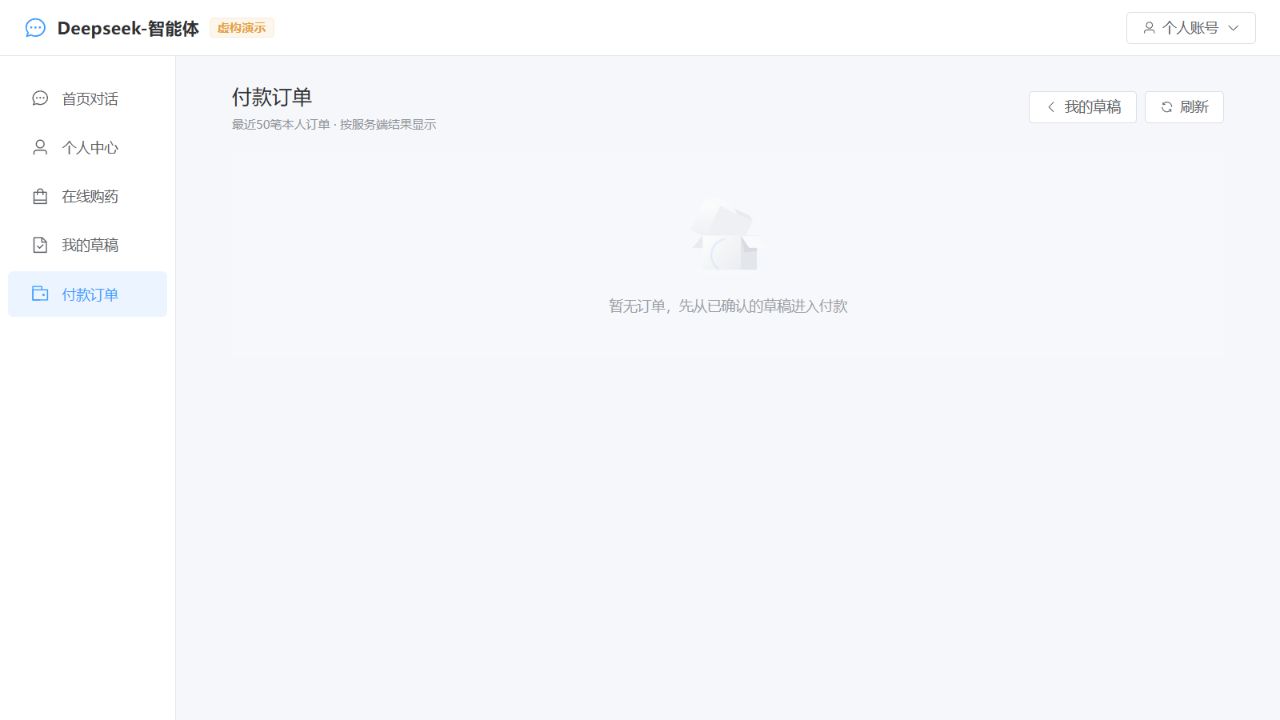 Deepseek-智能体 虚构演示
个人账号
首页对话
个人中心
在线购药
我的草稿
付款订单
付款订单
最近50笔本人订单 · 按服务端结果显示
我的草稿
刷新
暂无订单，先从已确认的草稿进入付款